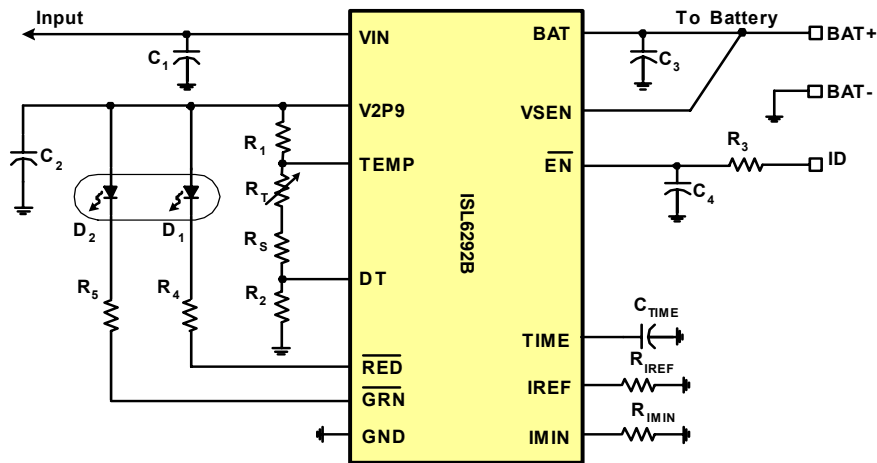 Input
To Battery
VIN
BAT
BAT+
C1
C3
V2P9
VSEN
BAT-
C2
R1
TEMP
EN
R3
ID
RT
C4
D2
D1
RS
ISL6292B
DT
R5
R4
R2
CTIME
TIME
RED
RIREF
IREF
GRN
RIMIN
GND
IMIN